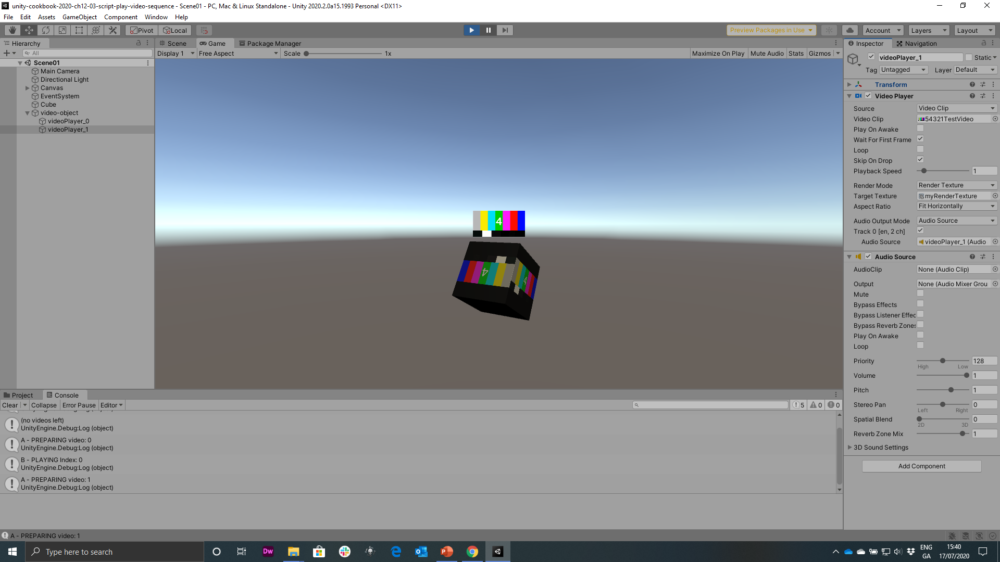 unity-cookbook-2020-ch12-03-script-play-video-sequence - Scene01 - PC, Mac & Linux Standalone - Unity 2020.2.0a15.1993 Personal <DX11>
File Edit Assets GameObject Component Window Help
Pivot Local Preview Packages in Use Account Layers Layout
Hierarchy Scene Game Package Manager Inspector Navigation
All Display 1 Free Aspect Scale 1x Maximize On Play Mute Audio Stats Gizmos
Scene01
Main Camera
Directional Light
Canvas
EventSystem
Cube
video-object
videoPlayer_0
videoPlayer_1
4
4
4
videoPlayer_1 Static
Tag Untagged Layer Default
Transform
Video Player
Source Video Clip
Video Clip 54321TestVideo
Play On Awake
Wait For First Frame
Loop
Skip On Drop
Playback Speed 1
Render Mode Render Texture
Target Texture myRenderTexture
Aspect Ratio Fit Horizontally
Audio Output Mode Audio Source
Track 0 [en, 2 ch]
Audio Source videoPlayer_1 (Audio
Audio Source
AudioClip None (Audio Clip)
Output None (Audio Mixer Grou
Mute
Bypass Effects
Bypass Listener Effec
Bypass Reverb Zones
Play On Awake
Loop
Priority 128
High Low
Volume 1
Pitch 1
Stereo Pan 0
Left Right
Spatial Blend 0
2D 3D
Reverb Zone Mix 1
3D Sound Settings
Add Component
Project Console
Clear Collapse Error Pause Editor 5 0 0
(no videos left)
UnityEngine.Debug:Log (object)
A - PREPARING video: 0
UnityEngine.Debug:Log (object)
B - PLAYING Index: 0
UnityEngine.Debug:Log (object)
A - PREPARING video: 1
UnityEngine.Debug:Log (object)
A - PREPARING video: 1
Type here to search
Dw
ENG
GA
15:40
17/07/2020